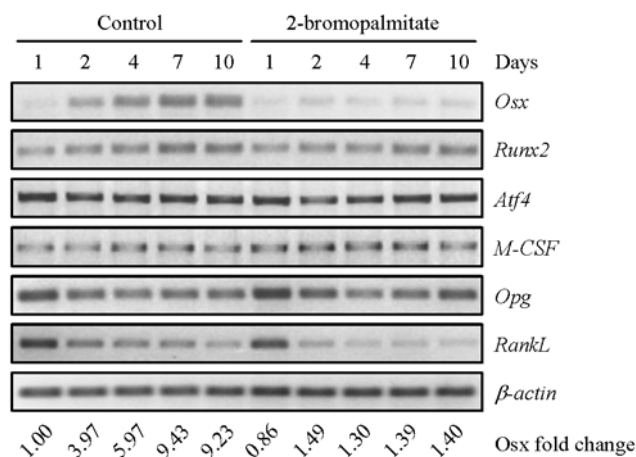 Control 2-bromopalmitate
1 2 4 7 10 1 2 4 7 10 Days
Osx
Runx2
Atf4
M-CSF
Opg
RankL
β-actin
1.00 3.97 5.97 9.43 9.23 0.86 1.49 1.30 1.39 1.40 Osx fold change